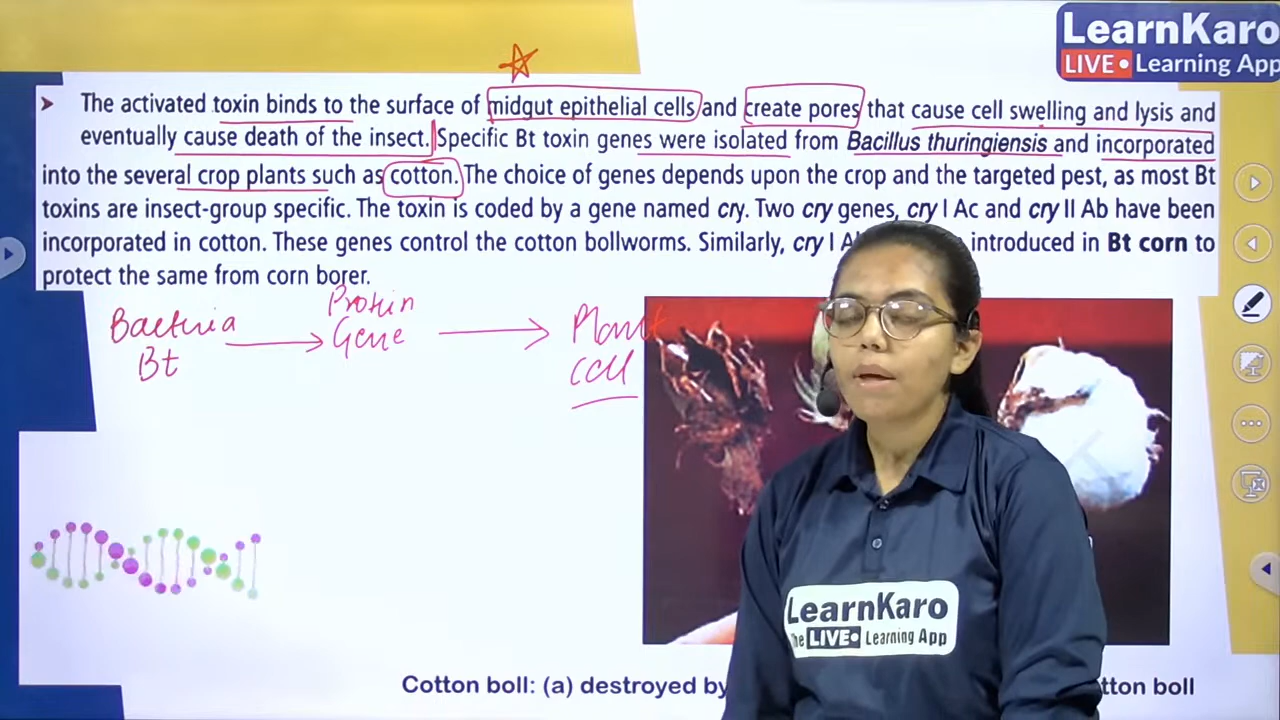 LearnKaro
LIVE Learning App
➤ The activated toxin binds to the surface of midgut epithelial cells and create pores that cause cell swelling and lysis and
eventually cause death of the insect. Specific Bt toxin genes were isolated from Bacillus thuringiensis and incorporated
into the several crop plants such as cotton. The choice of genes depends upon the crop and the targeted pest, as most Bt
toxins are insect-group specific. The toxin is coded by a gene named cry. Two cry genes, cry I Ac and cry II Ab have been
incorporated in cotton. These genes control the cotton bollworms. Similarly, cry I introduced in Bt corn to
protect the same from corn borer.
Bacteria
Bt
Protin
Gene
Plant
cell
LearnKaro
The LIVE Learning App
Cotton boll: (a) destroyed by tton boll